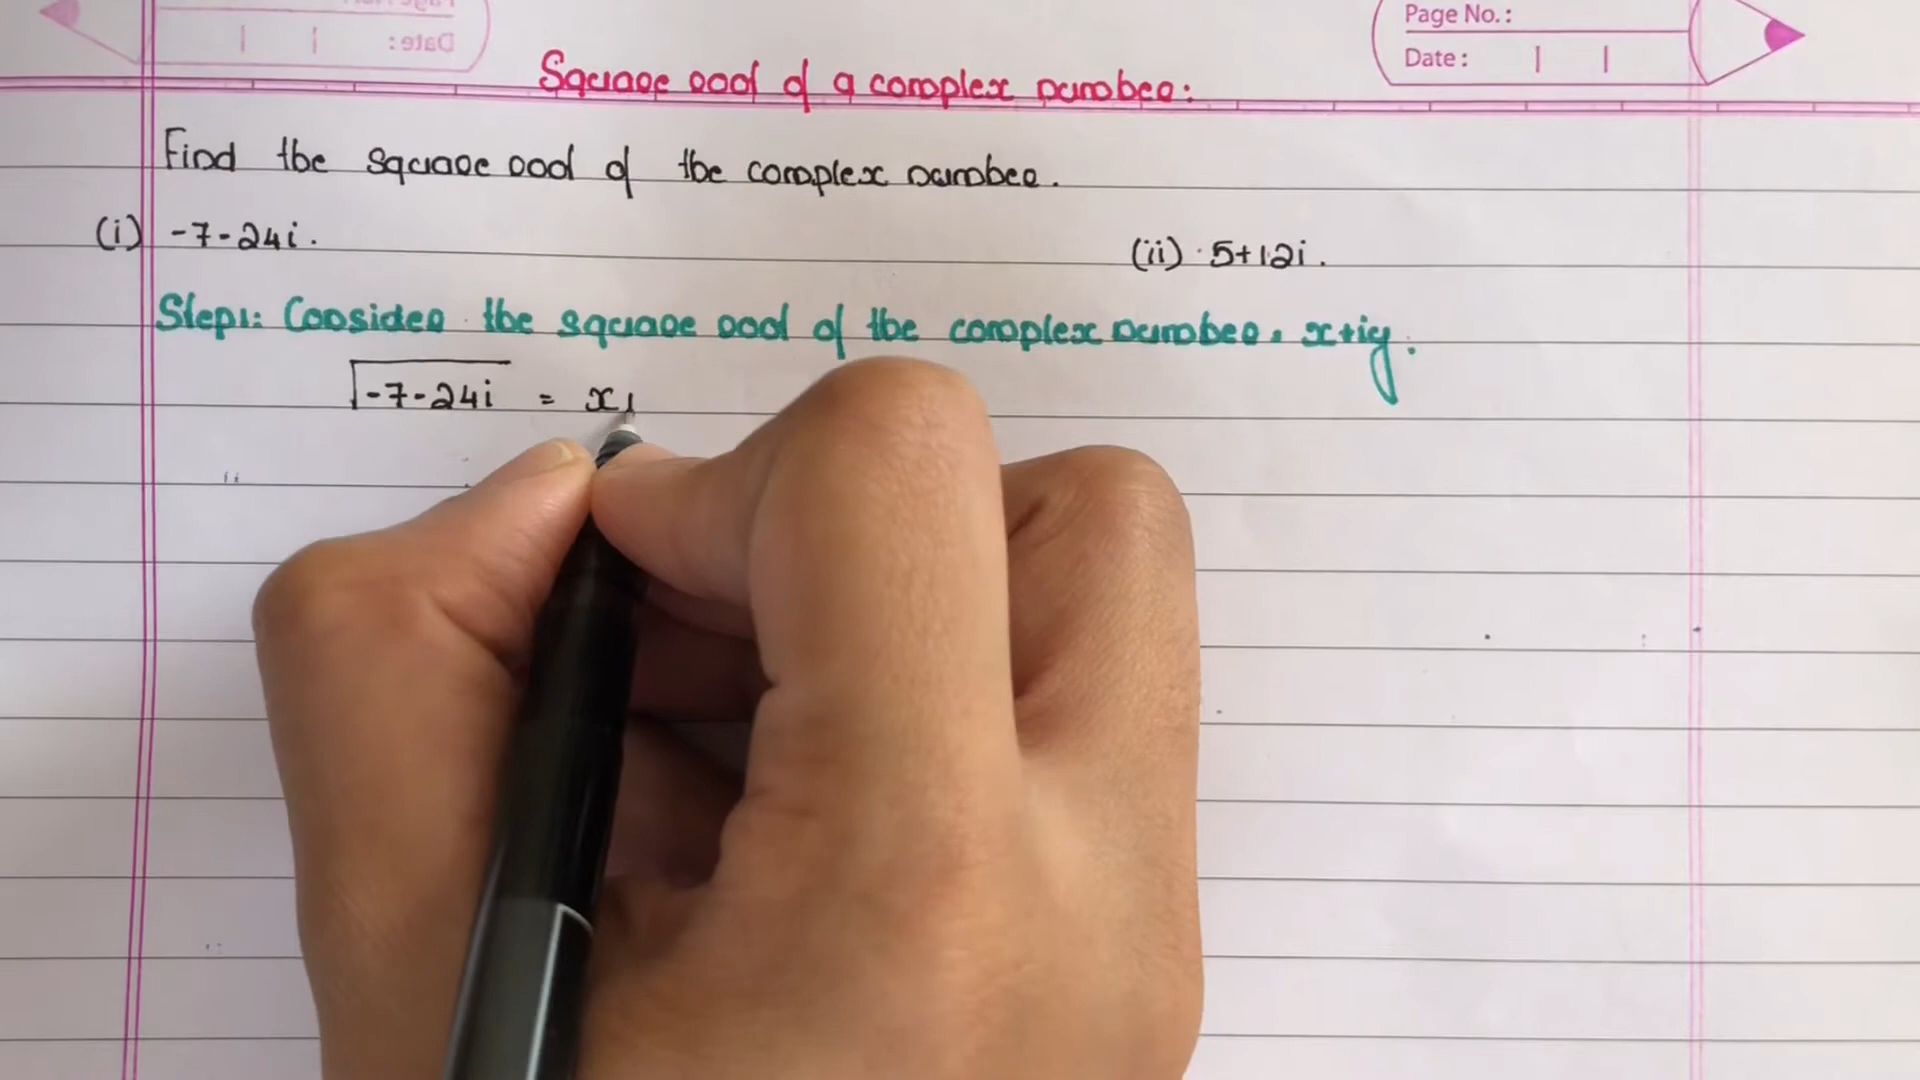 Page No.:
Date:
Square root of a complex number:
Find the square root of the complex number.
(i) -7-24i.
(ii) 5+12i.
Step1: Consider the square root of the complex number = x+iy.
√-7-24i = x